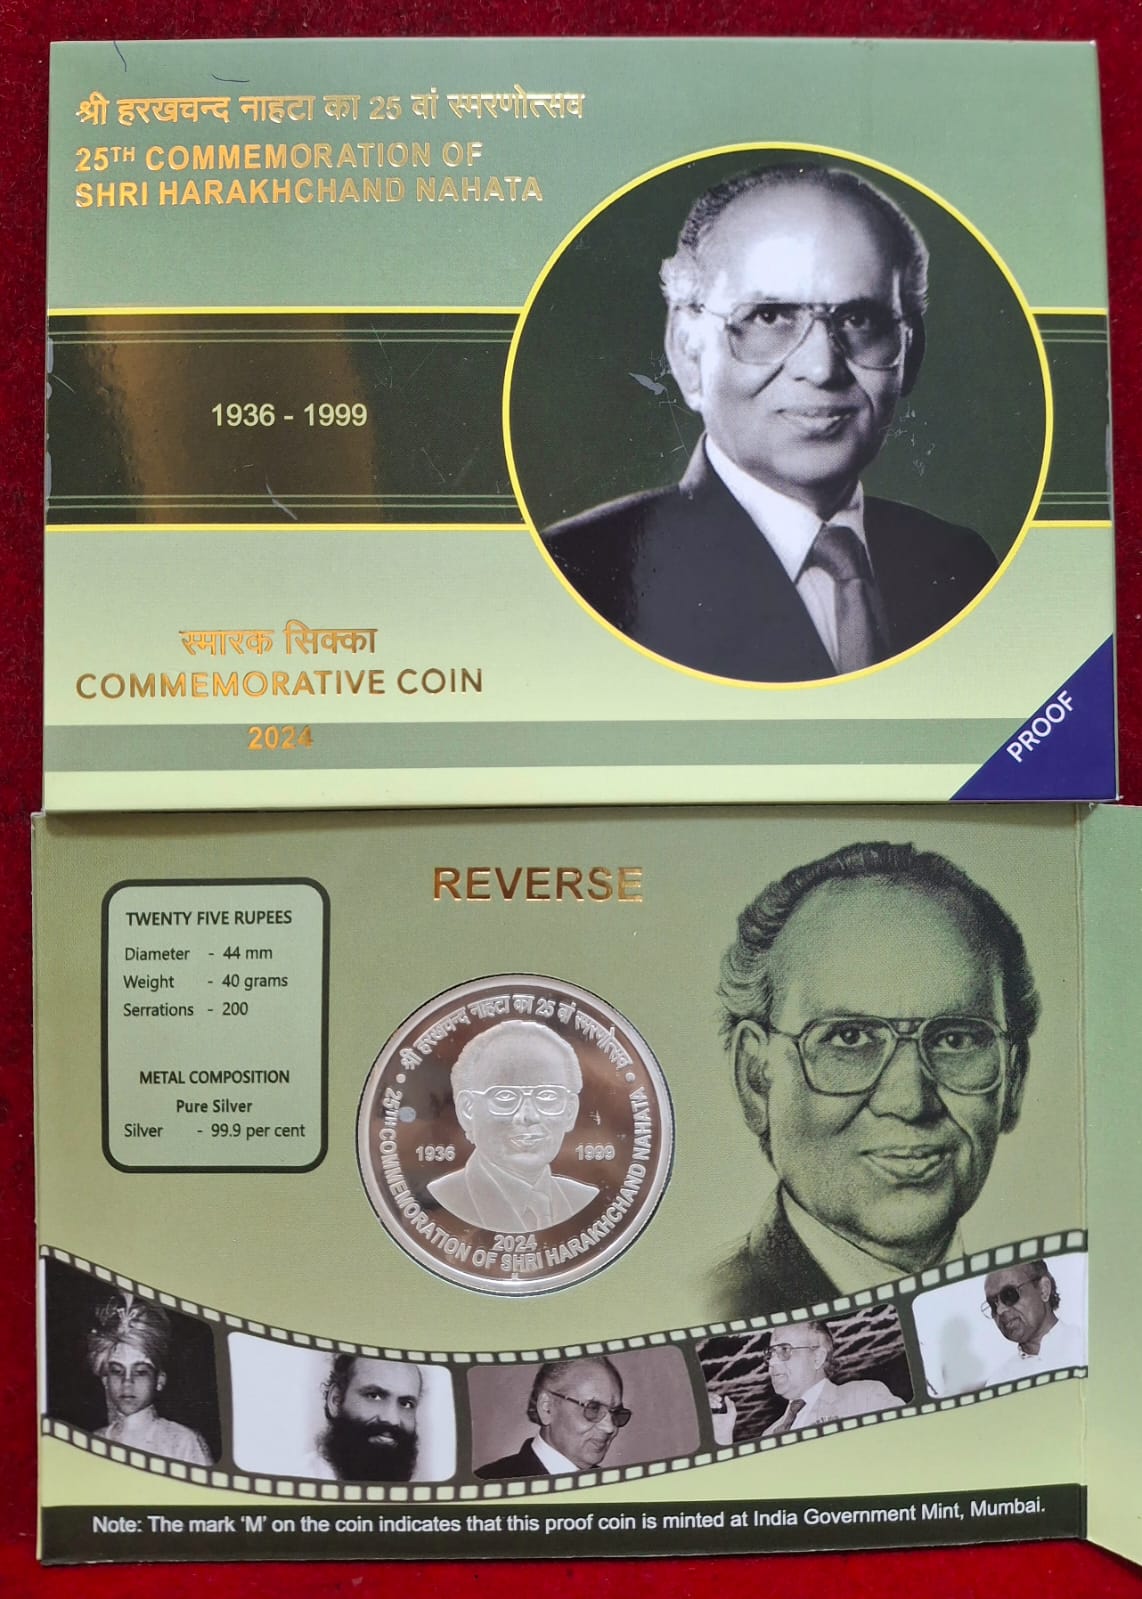 श्री हरखचन्द नाहटा का 25 वां स्मरणोत्सव
25TH COMMEMORATION OF
SHRI HARAKHCHAND NAHATA
1936 - 1999
स्मारक सिक्का
COMMEMORATIVE COIN
2024
PROOF
REVERSE
TWENTY FIVE RUPEES
Diameter - 44 mm
Weight - 40 grams
Serrations - 200
METAL COMPOSITION
Pure Silver
Silver - 99.9 per cent
श्री हरखचन्द नाहटा का 25 वां स्मरणोत्सव
1936 1999
2024
25TH COMMEMORATION OF SHRI HARAKHCHAND NAHATA
M
Note: The mark 'M' on the coin indicates that this proof coin is minted at India Government Mint, Mumbai.